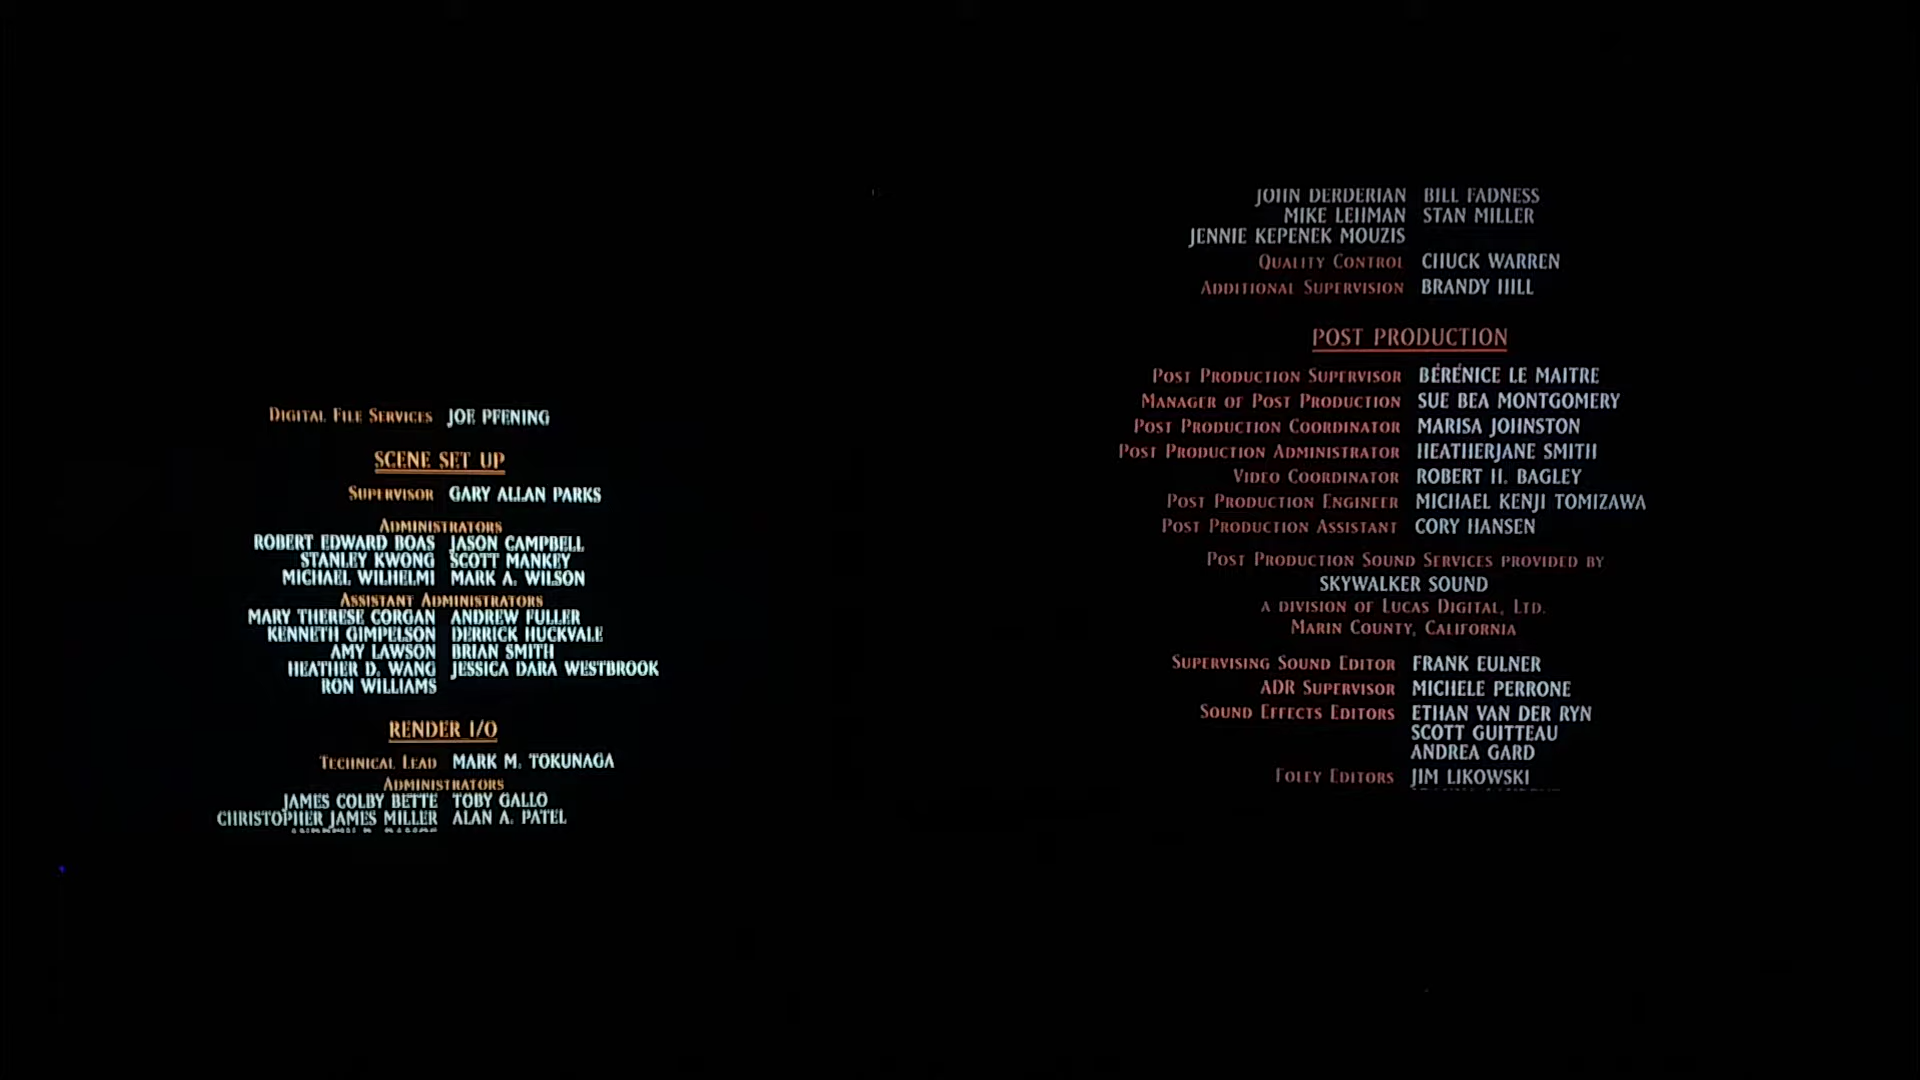 DIGITAL FILE SERVICES JOE PFENING
SCENE SET UP
SUPERVISOR GARY ALLAN PARKS
ADMINISTRATORS
ROBERT EDWARD BOAS JASON CAMPBELL
STANLEY KWONG SCOTT MANKEY
MICHAEL WILHELMI MARK A. WILSON
ASSISTANT ADMINISTRATORS
MARY THERESE CORGAN ANDREW FULLER
KENNETH GIMPELSON DERRICK HUCKVALE
AMY LAWSON BRIAN SMITH
HEATHER D. WANG JESSICA DARA WESTBROOK
RON WILLIAMS
RENDER I/O
TECHNICAL LEAD MARK M. TOKUNAGA
ADMINISTRATORS
JAMES COLBY BETTE TOBY GALLO
CHRISTOPHER JAMES MILLER ALAN A. PATEL
JOHN DERDERIAN BILL FADNESS
MIKE LEHMAN STAN MILLER
JENNIE KEPENEK MOUZIS
QUALITY CONTROL CHUCK WARREN
ADDITIONAL SUPERVISION BRANDY HILL
POST PRODUCTION
POST PRODUCTION SUPERVISOR BÉRÉNICE LE MAITRE
MANAGER OF POST PRODUCTION SUE BEA MONTGOMERY
POST PRODUCTION COORDINATOR MARISA JOHNSTON
POST PRODUCTION ADMINISTRATOR HEATHERJANE SMITH
VIDEO COORDINATOR ROBERT H. BAGLEY
POST PRODUCTION ENGINEER MICHAEL KENJI TOMIZAWA
POST PRODUCTION ASSISTANT CORY HANSEN
POST PRODUCTION SOUND SERVICES PROVIDED BY
SKYWALKER SOUND
A DIVISION OF LUCAS DIGITAL, LTD.
MARIN COUNTY, CALIFORNIA
SUPERVISING SOUND EDITOR FRANK EULNER
ADR SUPERVISOR MICHELE PERRONE
SOUND EFFECTS EDITORS ETHAN VAN DER RYN
SCOTT GUITTEAU
ANDREA GARD
FOLEY EDITORS JIM LIKOWSKI